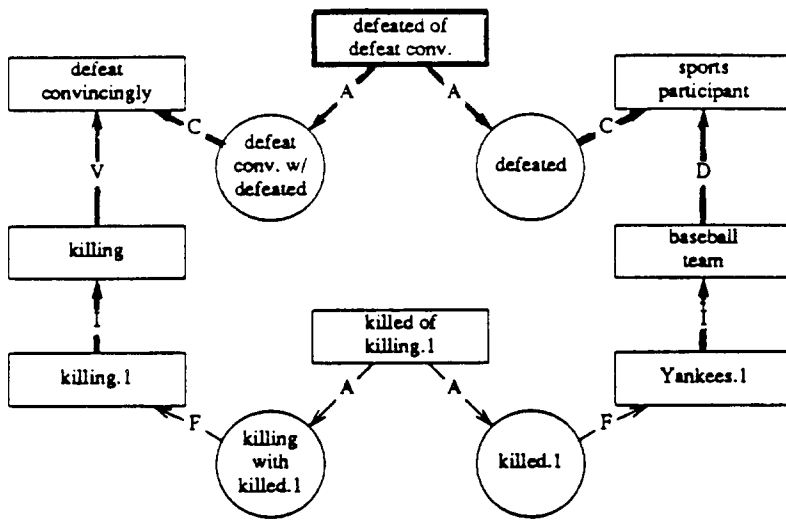 defeated of
defeat conv.
defeat
convincingly
sports
participant
A
A
C
C
defeat
conv. w/
defeated
defeated
V
D
killing
baseball
team
killed of
killing.1
I
I
killing.1
Yankees.1
A
A
F
F
killing
with
killed.1
killed.1